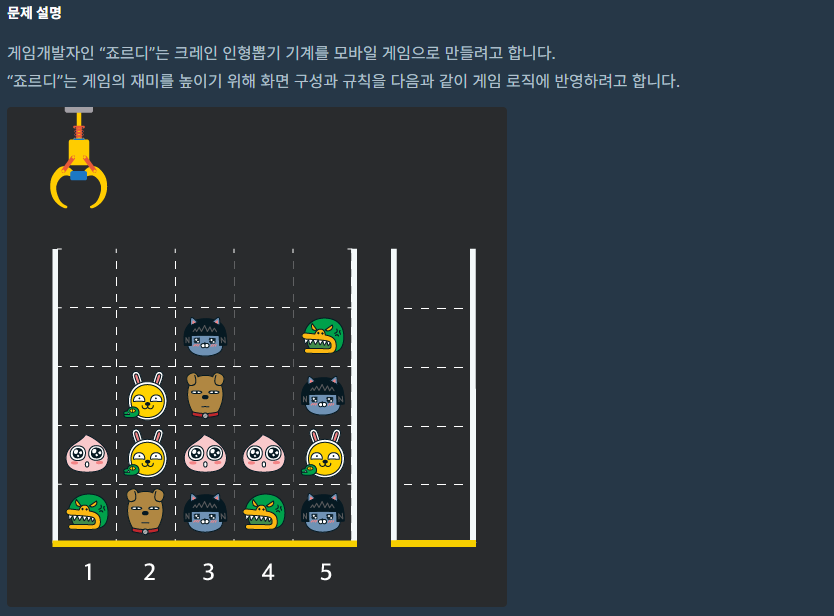 문제 설명
게임개발자인 “죠르디”는 크레인 인형뽑기 기계를 모바일 게임으로 만들려고 합니다.
“죠르디”는 게임의 재미를 높이기 위해 화면 구성과 규칙을 다음과 같이 게임 로직에 반영하려고 합니다.
1 2 3 4 5